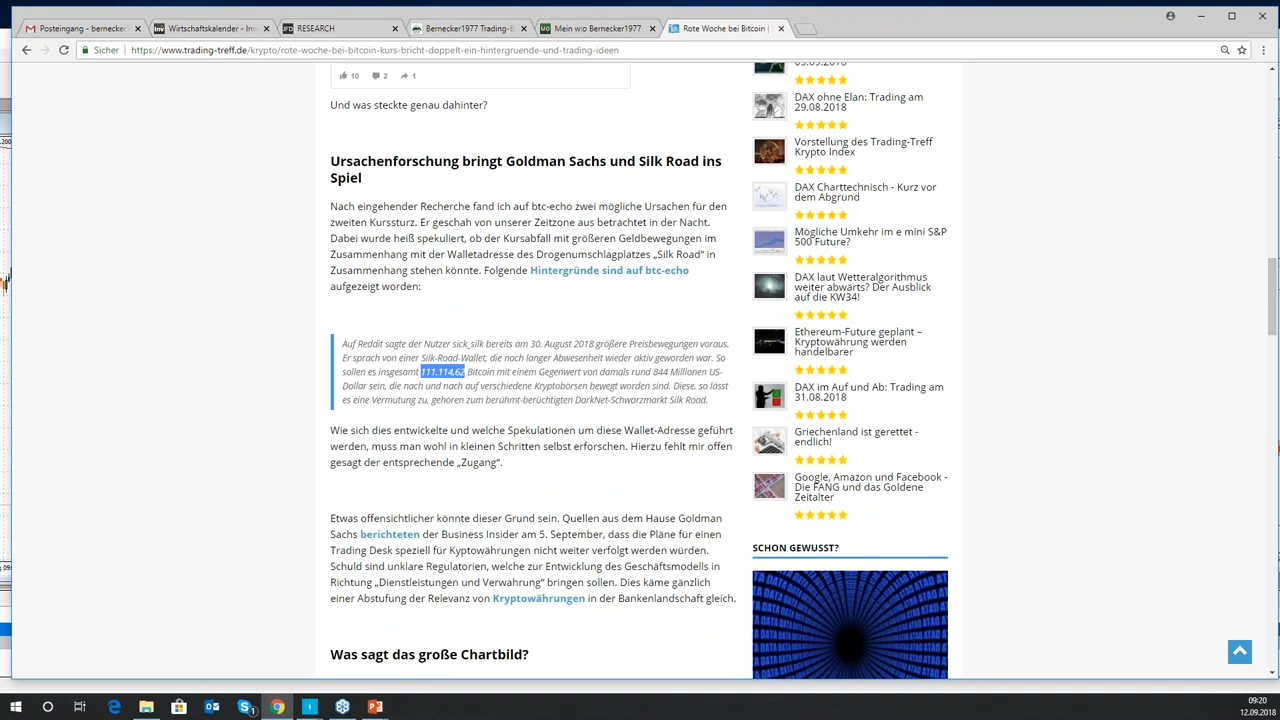 Posteingang - bernecke
Wirtschaftskalender - Inv
RESEARCH
Bernecker1977 Trading-E
Mein w:o Bernecker1977
Rote Woche bei Bitcoin |
Sicher
https://www.trading-treff.de/krypto/rote-woche-bei-bitcoin-kurs-bricht-doppelt-ein-hintergruende-und-trading-ideen
10 2 1
Und was steckte genau dahinter?
Ursachenforschung bringt Goldman Sachs und Silk Road ins
Spiel
Nach eingehender Recherche fand ich auf btc-echo zwei mögliche Ursachen für den
zweiten Kurssturz. Er geschah von unserer Zeitzone aus betrachtet in der Nacht.
Dabei wurde heiß spekuliert, ob der Kursabfall mit größeren Geldbewegungen im
Zusammenhang mit der Walletadresse des Drogenumschlagplatzes „Silk Road“ in
Zusammenhang stehen könnte. Folgende Hintergründe sind auf btc-echo
aufgezeigt worden:
Auf Reddit sagte der Nutzer sick_silk bereits am 30. August 2018 größere Preisbewegungen voraus.
Er sprach von einer Silk-Road-Wallet, die nach langer Abwesenheit wieder aktiv geworden war. So
sollen es insgesamt 111.114,62 Bitcoin mit einem Gegenwert von damals rund 844 Millionen US-
Dollar sein, die nach und nach auf verschiedene Kryptobörsen bewegt worden sind. Diese, so lässt
es eine Vermutung zu, gehören zum berühmt-berüchtigten DarkNet-Schwarzmarkt Silk Road.
Wie sich dies entwickelte und welche Spekulationen um diese Wallet-Adresse geführt
werden, muss man wohl in kleinen Schritten selbst erforschen. Hierzu fehlt mir offen
gesagt der entsprechende „Zugang“.
Etwas offensichtlicher könnte dieser Grund sein. Quellen aus dem Hause Goldman
Sachs berichteten der Business Insider am 5. September, dass die Pläne für einen
Trading Desk speziell für Kyptowährungen nicht weiter verfolgt werden würden.
Schuld sind unklare Regulatorien, welche zur Entwicklung des Geschäftsmodells in
Richtung „Dienstleistungen und Verwahrung“ bringen sollen. Dies käme gänzlich
einer Abstufung der Relevanz von Kryptowährungen in der Bankenlandschaft gleich.
Was sagt das große Chartbild?
DAX ohne Elan: Trading am
29.08.2018
Vorstellung des Trading-Treff
Krypto Index
DAX Charttechnisch - Kurz vor
dem Abgrund
Mögliche Umkehr im e mini S&P
500 Future?
DAX laut Wetteralgorithmus
weiter abwärts? Der Ausblick
auf die KW34!
Ethereum-Future geplant –
Kryptowährung werden
handelbarer
DAX im Auf und Ab: Trading am
31.08.2018
Griechenland ist gerettet -
endlich!
Google, Amazon und Facebook -
Die FANG und das Goldene
Zeitalter
SCHON GEWUSST?
09:20
12.09.2018